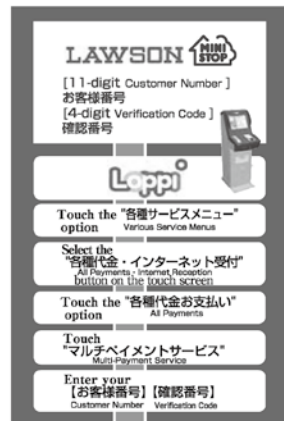 LAWSON MINI STOP
[11-digit Customer Number ]
お客様番号
[4-digit Verification Code ]
確認番号
Loppi
Touch the "各種サービスメニュー"
option Various Service Menus
Select the
"各種代金・インターネット受付"
All Payments・Internet Reception
button on the touch screen
Touch the "各種代金お支払い"
option All Payments
Touch
"マルチペイメントサービス"
Multi-Payment Service
Enter your
【お客様番号】【確認番号】
Customer Number Verification Code